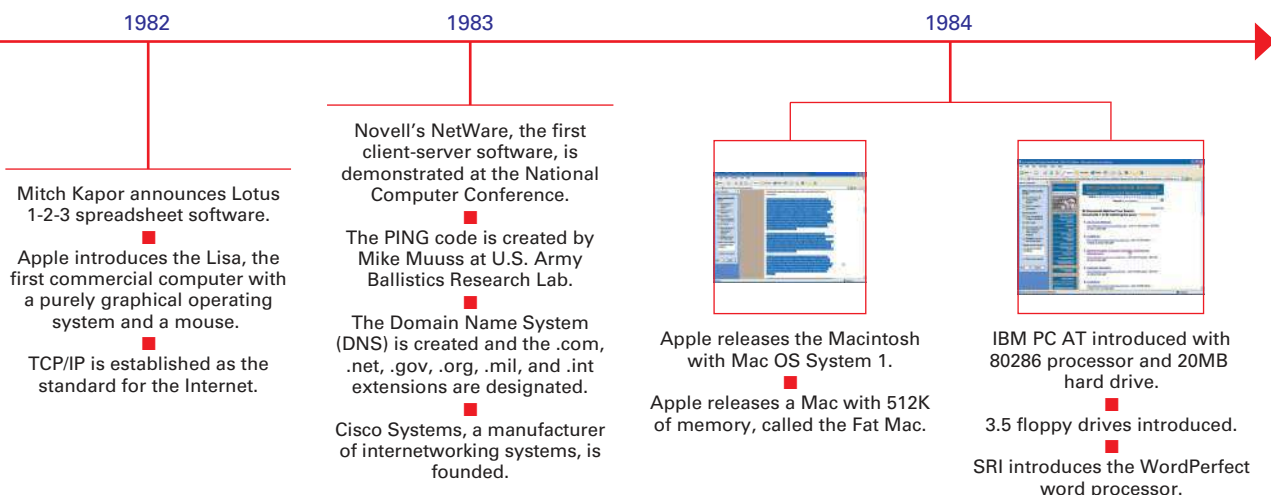 1982
1983
1984
Mitch Kapor announces Lotus
1-2-3 spreadsheet software.
Apple introduces the Lisa, the
first commercial computer with
a purely graphical operating
system and a mouse.
TCP/IP is established as the
standard for the Internet.
Novell's NetWare, the first
client-server software, is
demonstrated at the National
Computer Conference.
The PING code is created by
Mike Muuss at U.S. Army
Ballistics Research Lab.
The Domain Name System
(DNS) is created and the .com,
.net, .gov, .org, .mil, and .int
extensions are designated.
Cisco Systems, a manufacturer
of internetworking systems, is
founded.
Apple releases the Macintosh
with Mac OS System 1.
Apple releases a Mac with 512K
of memory, called the Fat Mac.
IBM PC AT introduced with
80286 processor and 20MB
hard drive.
3.5 floppy drives introduced.
SRI introduces the WordPerfect
word processor.